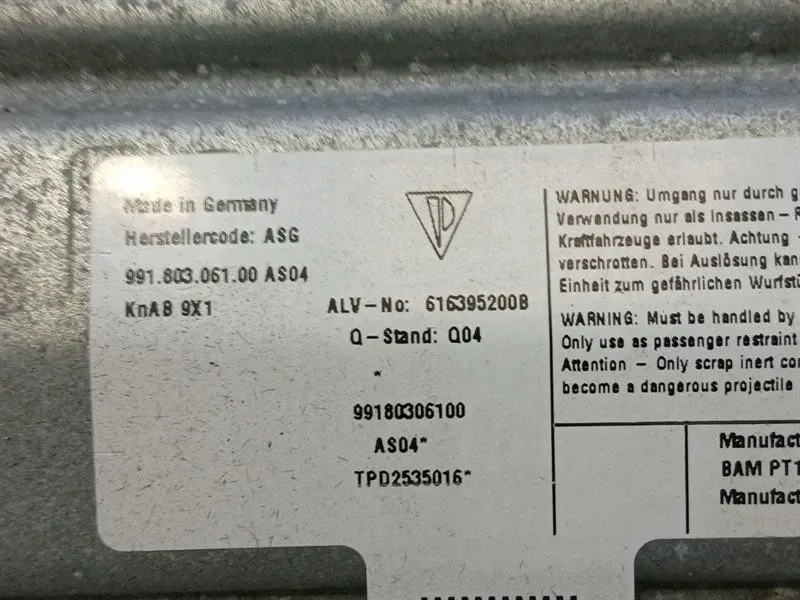 Made in Germany
Herstellercode: ASG
991.803.061.00 AS04
KnAB 9X1
ALV-No: 616395200B
Q-Stand: Q04
*
99180306100
AS04*
TPD2535016*
WARNUNG: Umgang nur durch
Verwendung nur als Insassen -
Kraftfahrzeuge erlaubt. Achtung -
verschrotten. Bei Auslösung
Einheit zum gefährlichen
WARNING: Must be handled by
Only use as passenger restraint
Attention - Only scrap inert
become a dangerous projectile
BAM PT1